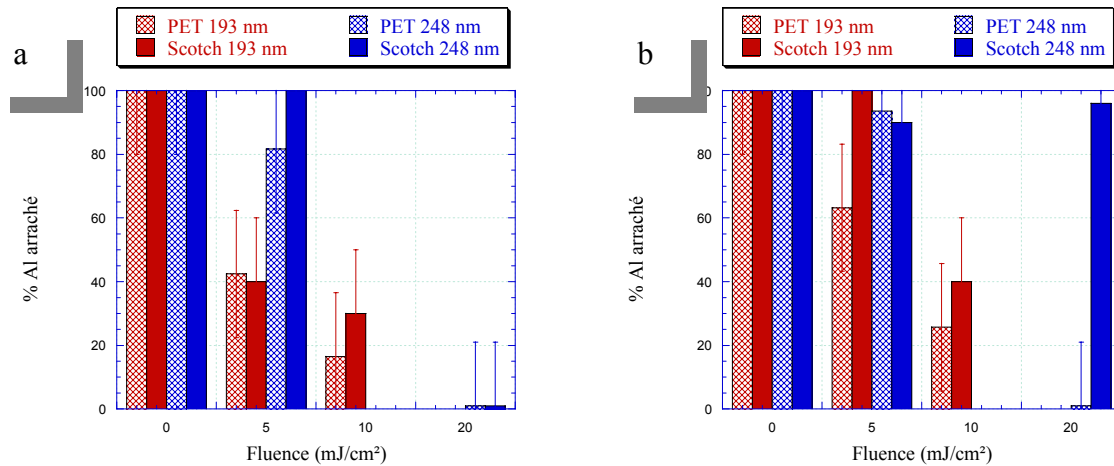 a
PET 193 nm
PET 248 nm
Scotch 193 nm
Scotch 248 nm
100
80
60
40
20
0
% Al arraché
0
5
10
20
Fluence (mJ/cm²)
b
PET 193 nm
PET 248 nm
Scotch 193 nm
Scotch 248 nm
0
80
60
40
20
0
% Al arraché
0
5
10
20
Fluence (mJ/cm²)